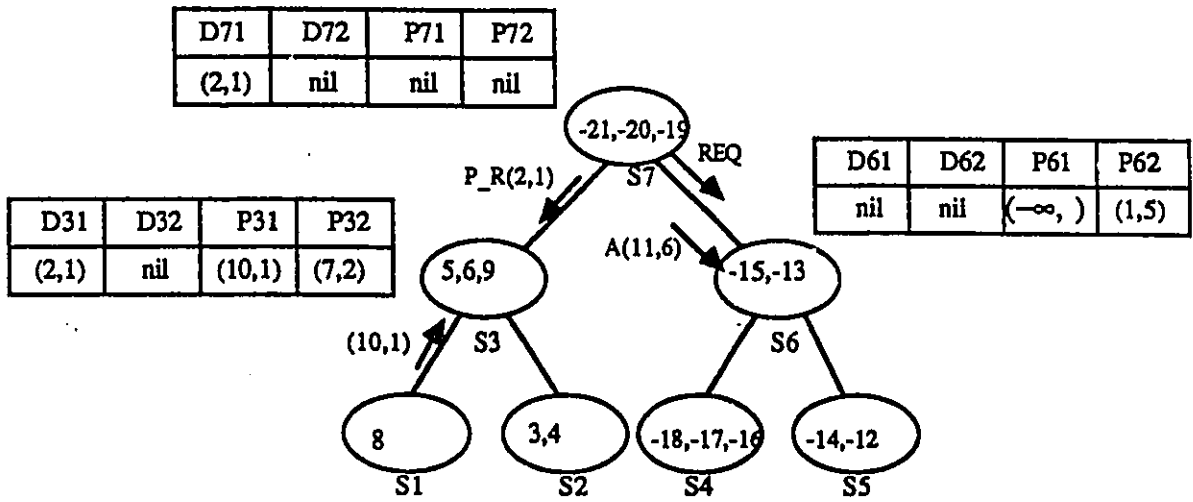 D71 D72 P71 P72
(2,1) nil nil nil
-21,-20,-19
REQ
S7
P_R(2,1)
D61 D62 P61 P62
nil nil (−∞, ) (1,5)
D31 D32 P31 P32
(2,1) nil (10,1) (7,2)
A(11,6)
5,6,9
-15,-13
S3
S6
(10,1)
8
3,4
-18,-17,-16
-14,-12
S1
S2
S4
S5